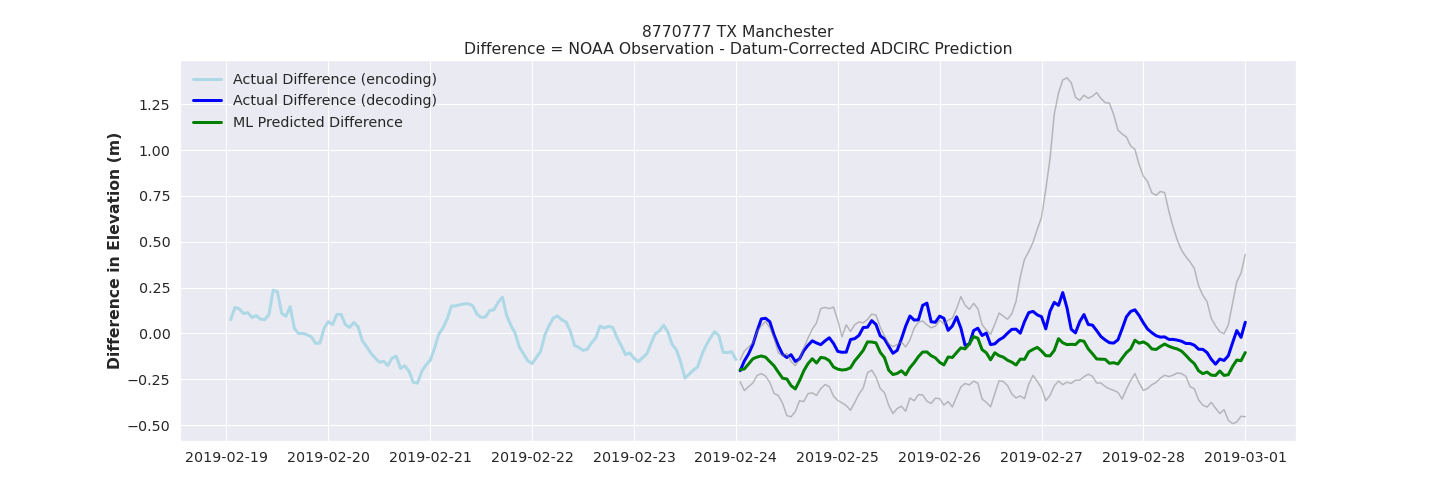 8770777 TX Manchester
Difference = NOAA Observation - Datum-Corrected ADCIRC Prediction
Actual Difference (encoding)
Actual Difference (decoding)
ML Predicted Difference
Difference in Elevation (m)
1.25
1.00
0.75
0.50
0.25
0.00
−0.25
−0.50
2019-02-19 2019-02-20 2019-02-21 2019-02-22 2019-02-23 2019-02-24 2019-02-25 2019-02-26 2019-02-27 2019-02-28 2019-03-01